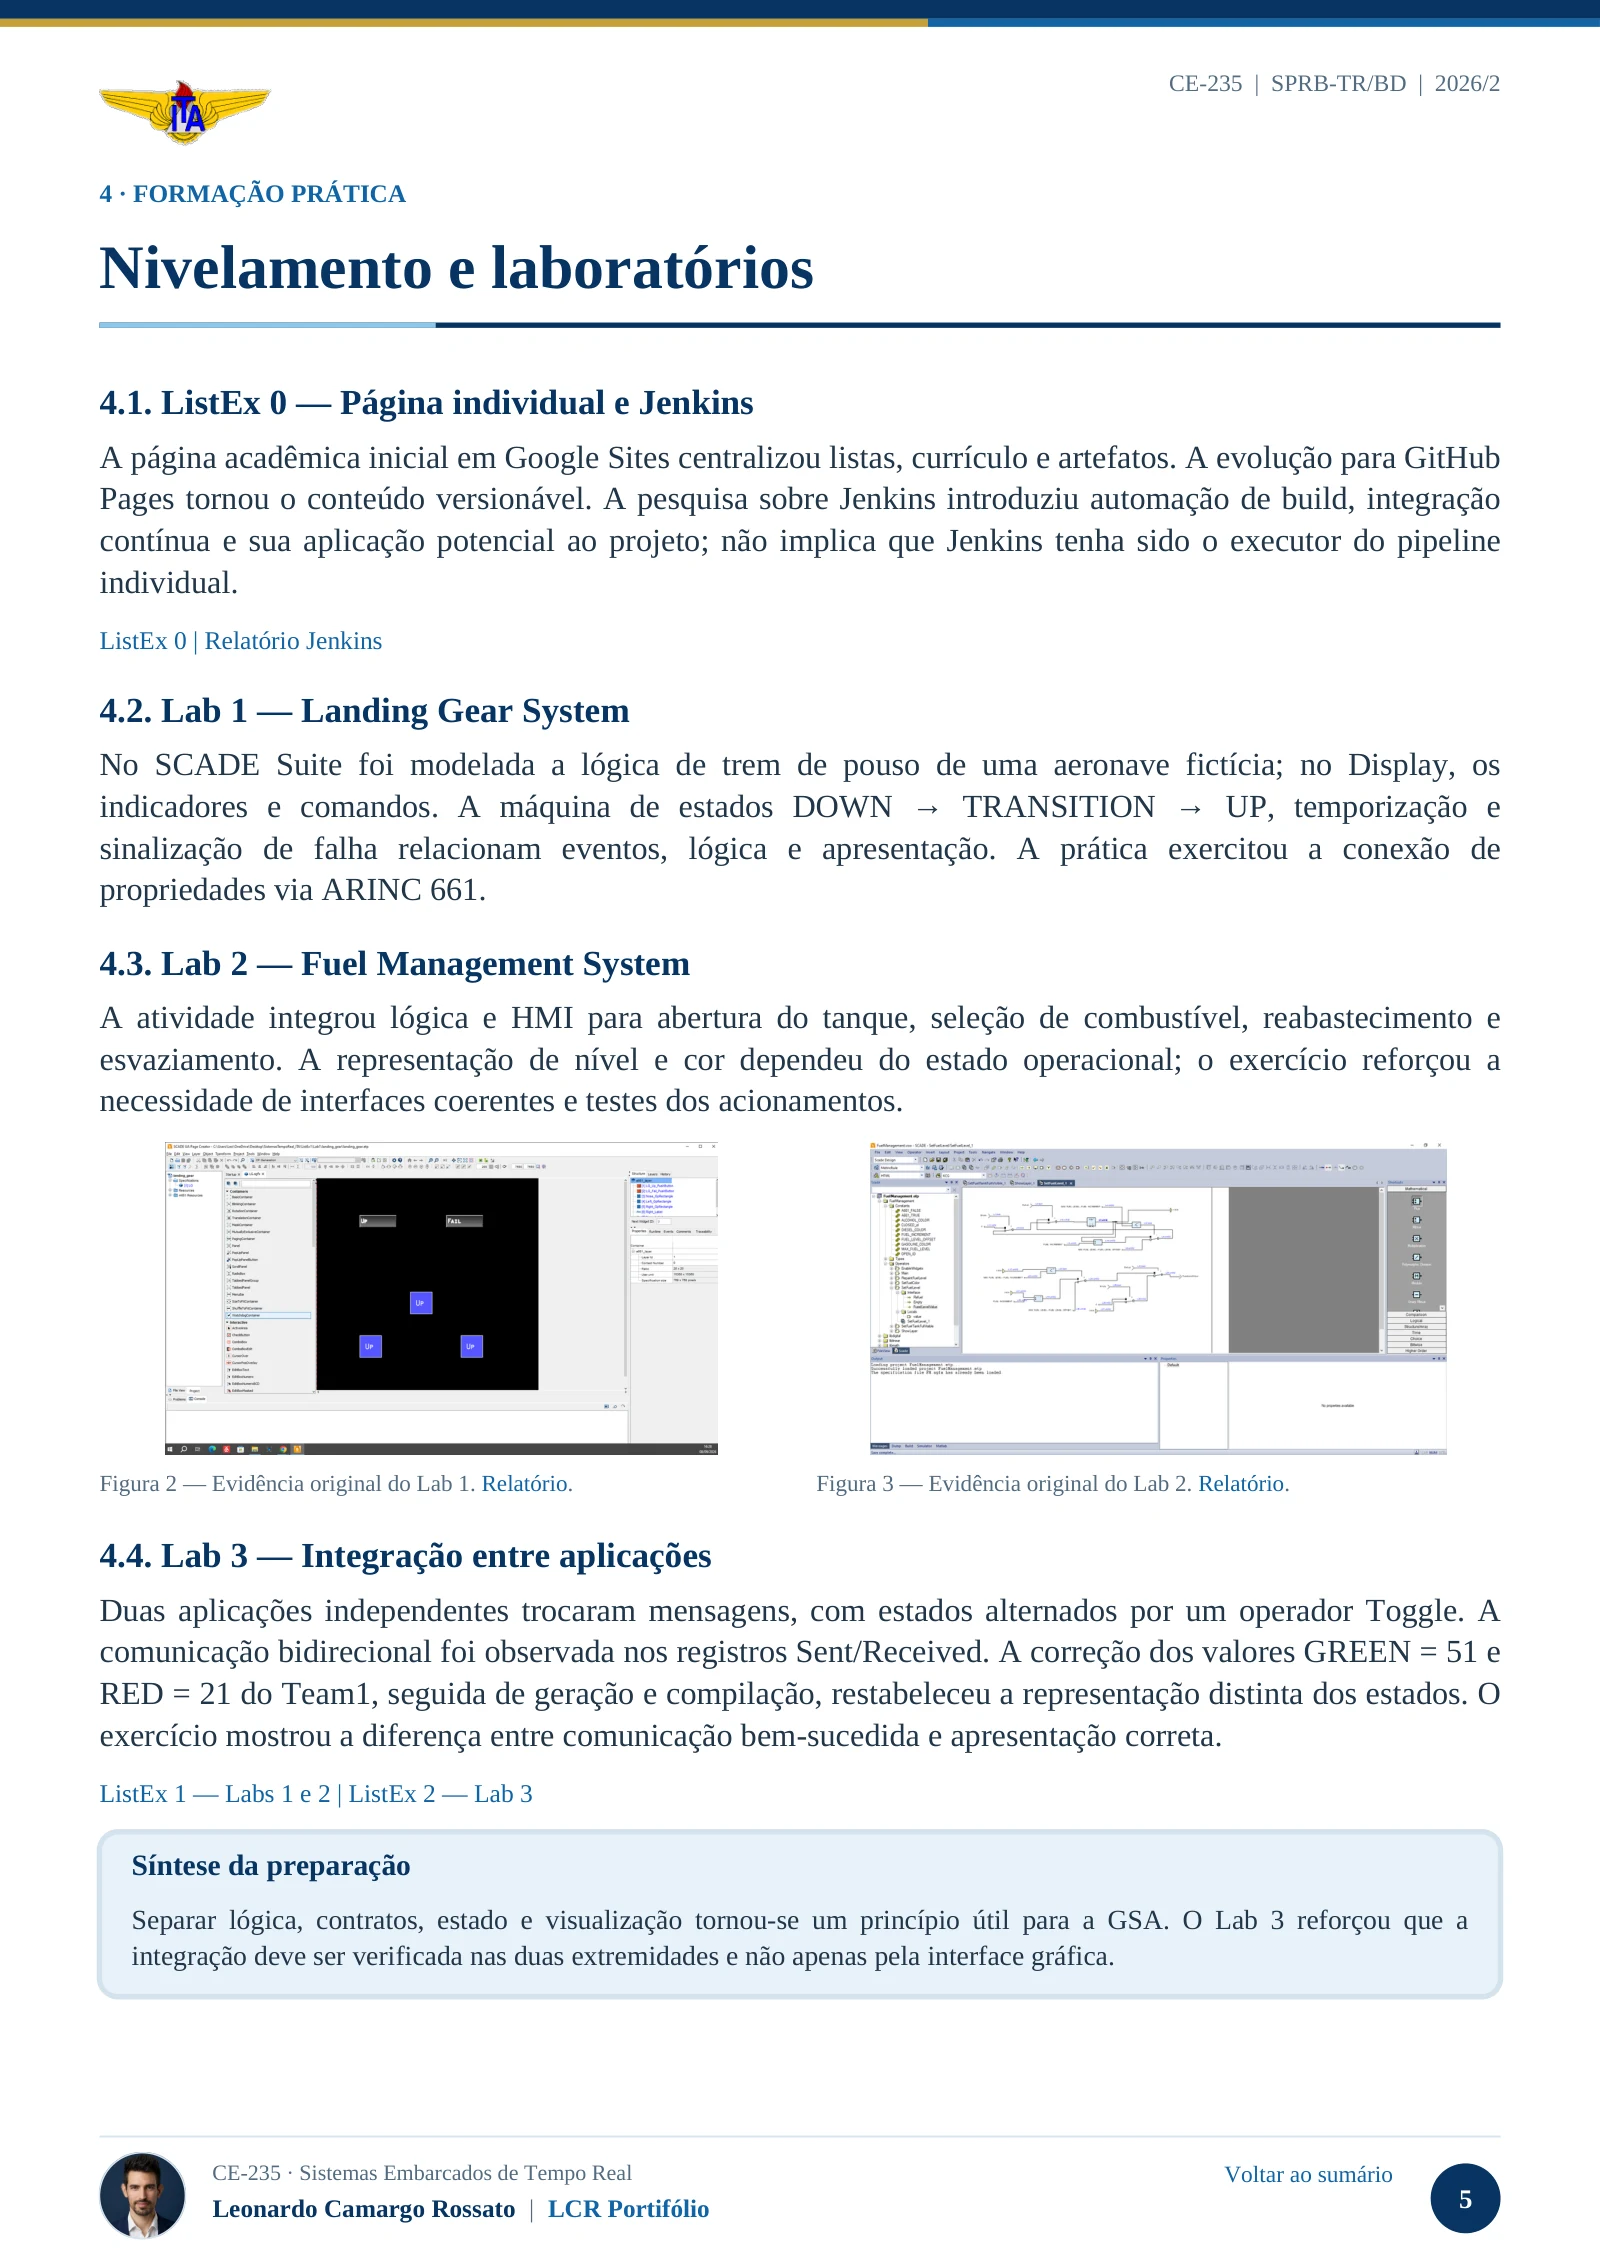 CE-235 | SPRB-TR/BD | 2026/2
ITA
4 · FORMAÇÃO PRÁTICA
Nivelamento e laboratórios
4.1. ListEx 0 — Página individual e Jenkins
A página acadêmica inicial em Google Sites centralizou listas, currículo e artefatos. A evolução para GitHub
Pages tornou o conteúdo versionável. A pesquisa sobre Jenkins introduziu automação de build, integração
contínua e sua aplicação potencial ao projeto; não implica que Jenkins tenha sido o executor do pipeline
individual.
ListEx 0 | Relatório Jenkins
4.2. Lab 1 — Landing Gear System
No SCADE Suite foi modelada a lógica de trem de pouso de uma aeronave fictícia; no Display, os
indicadores e comandos. A máquina de estados DOWN → TRANSITION → UP, temporização e
sinalização de falha relacionam eventos, lógica e apresentação. A prática exercitou a conexão de
propriedades via ARINC 661.
4.3. Lab 2 — Fuel Management System
A atividade integrou lógica e HMI para abertura do tanque, seleção de combustível, reabastecimento e
esvaziamento. A representação de nível e cor dependeu do estado operacional; o exercício reforçou a
necessidade de interfaces coerentes e testes dos acionamentos.
UP
FAIL
UP
UP
UP
Figura 2 — Evidência original do Lab 1. Relatório.
Figura 3 — Evidência original do Lab 2. Relatório.
4.4. Lab 3 — Integração entre aplicações
Duas aplicações independentes trocaram mensagens, com estados alternados por um operador Toggle. A
comunicação bidirecional foi observada nos registros Sent/Received. A correção dos valores GREEN = 51 e
RED = 21 do Team1, seguida de geração e compilação, restabeleceu a representação distinta dos estados. O
exercício mostrou a diferença entre comunicação bem-sucedida e apresentação correta.
ListEx 1 — Labs 1 e 2 | ListEx 2 — Lab 3
Síntese da preparação
Separar lógica, contratos, estado e visualização tornou-se um princípio útil para a GSA. O Lab 3 reforçou que a
integração deve ser verificada nas duas extremidades e não apenas pela interface gráfica.
CE-235 · Sistemas Embarcados de Tempo Real
Leonardo Camargo Rossato | LCR Portifólio
Voltar ao sumário
5